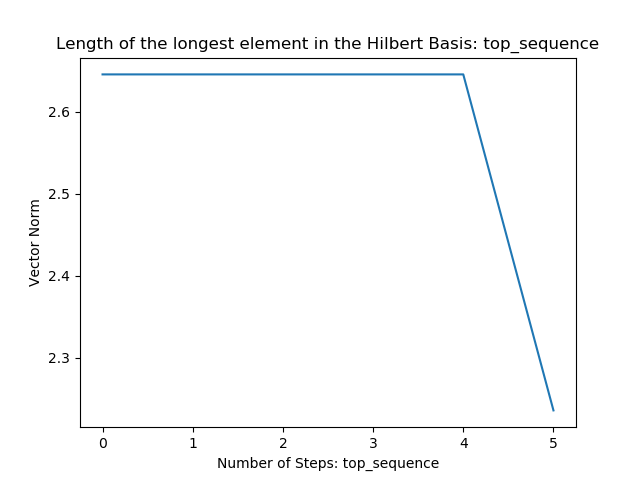 Length of the longest element in the Hilbert Basis: top_sequence
2.6
2.5
2.4
2.3
Vector Norm
0 1 2 3 4 5
Number of Steps: top_sequence